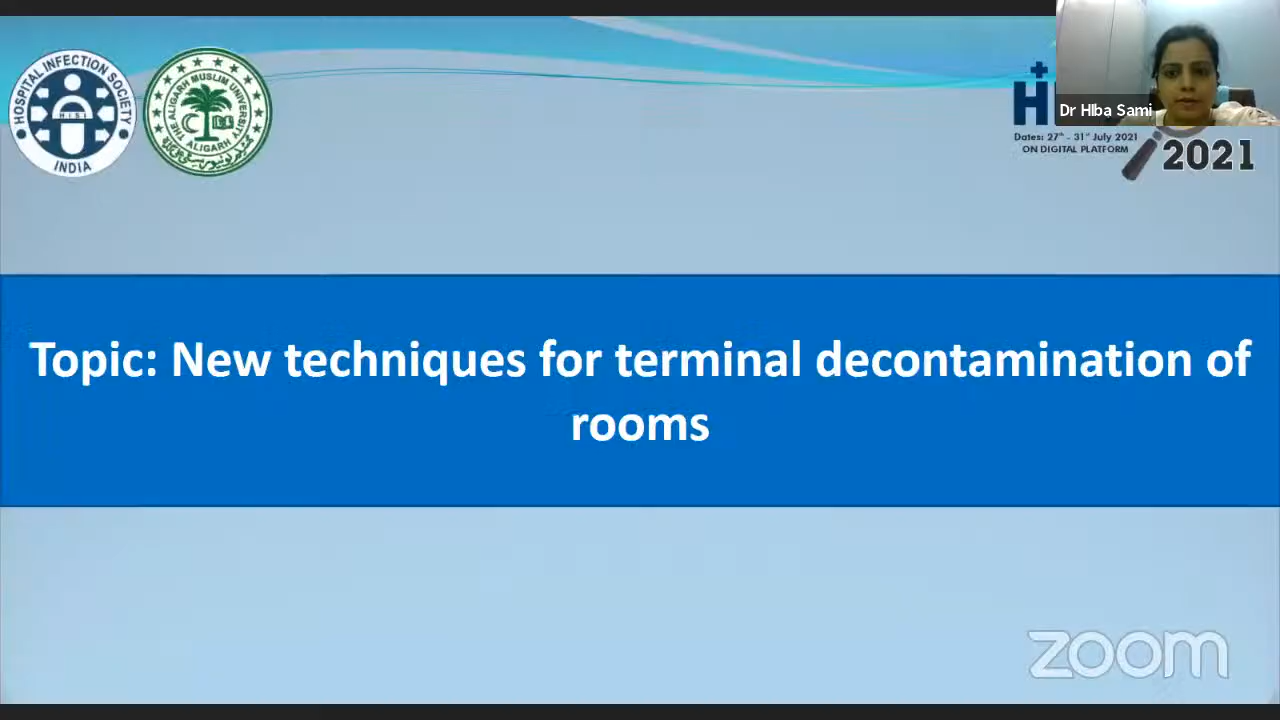 HOSPITAL INFECTION SOCIETY
H.I.S.I
INDIA
THE ALIGARH MUSLIM UNIVERSITY
ALIGARH
H
Dr HIba Sami
Dates: 27th - 31st July 2021
ON DIGITAL PLATFORM
2021
Topic: New techniques for terminal decontamination of
rooms
zoom